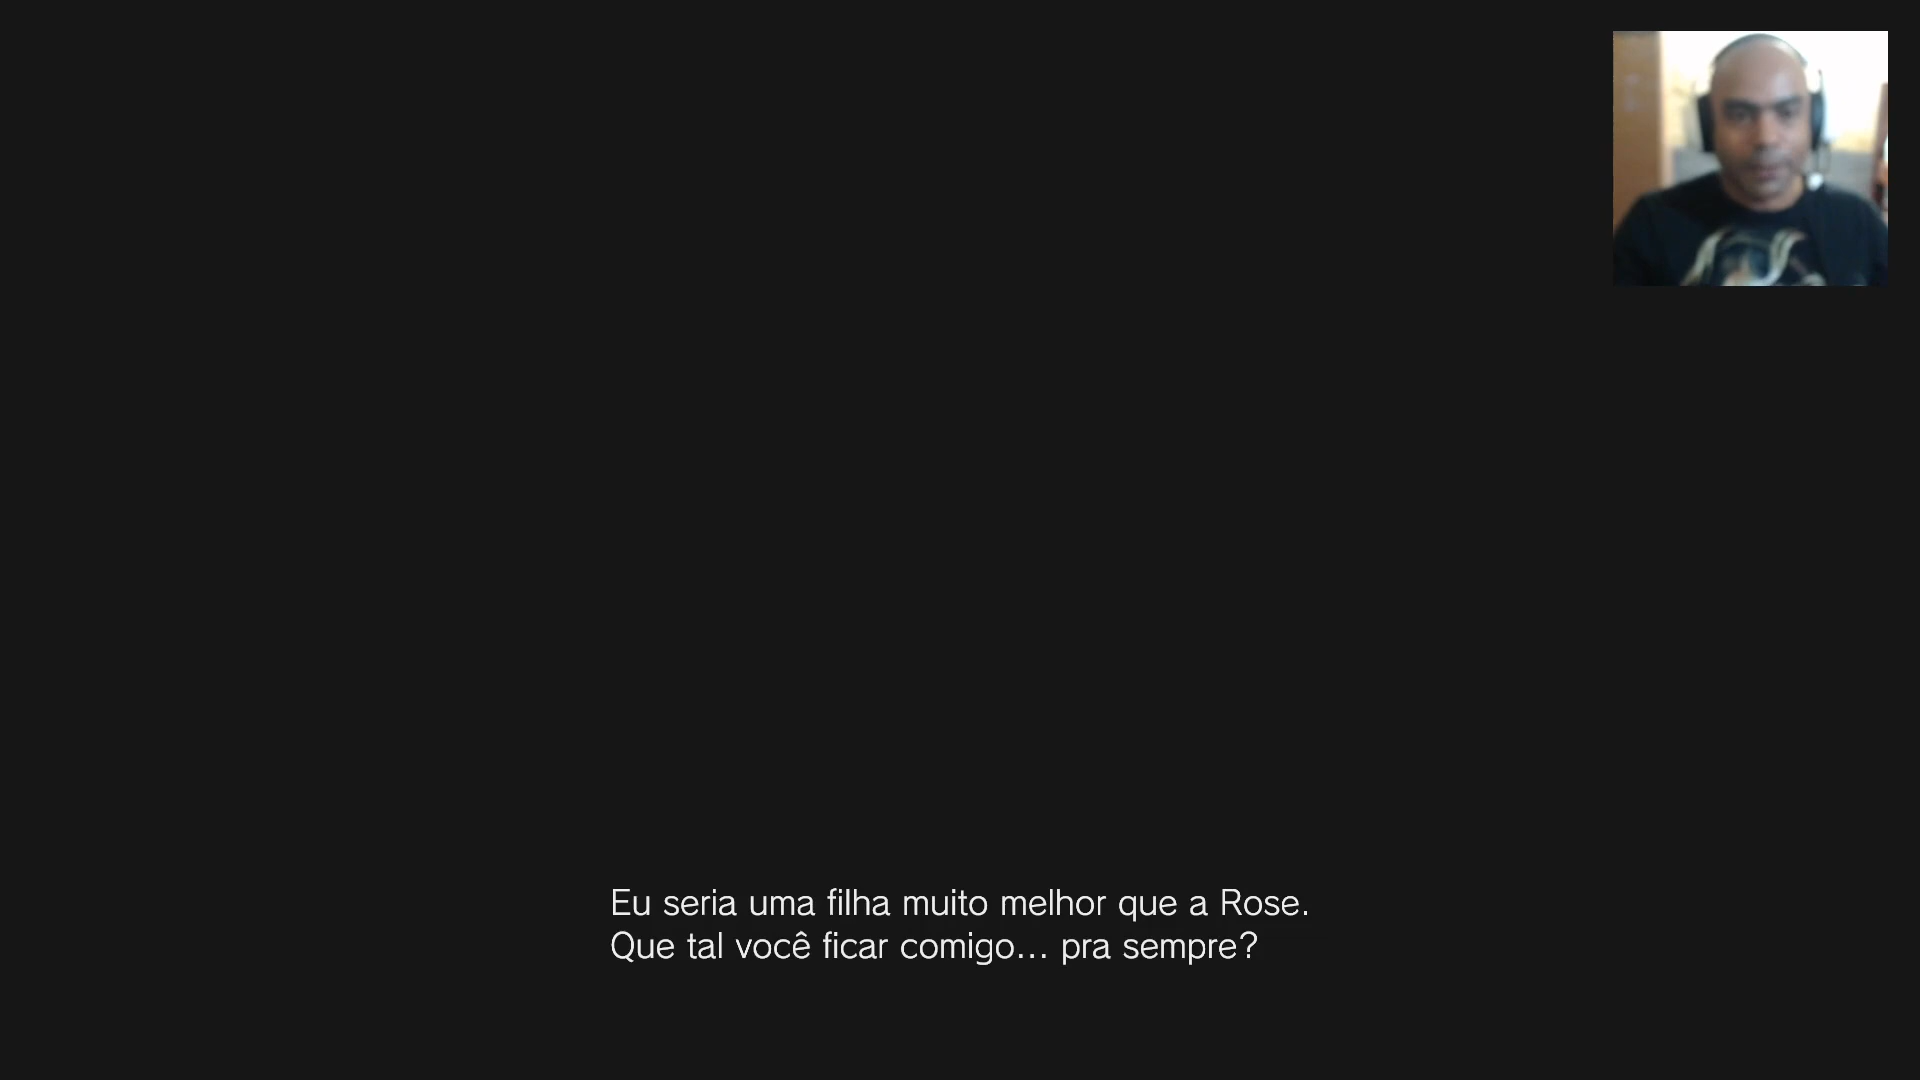 Eu seria uma filha muito melhor que a Rose.
Que tal você ficar comigo... pra sempre?